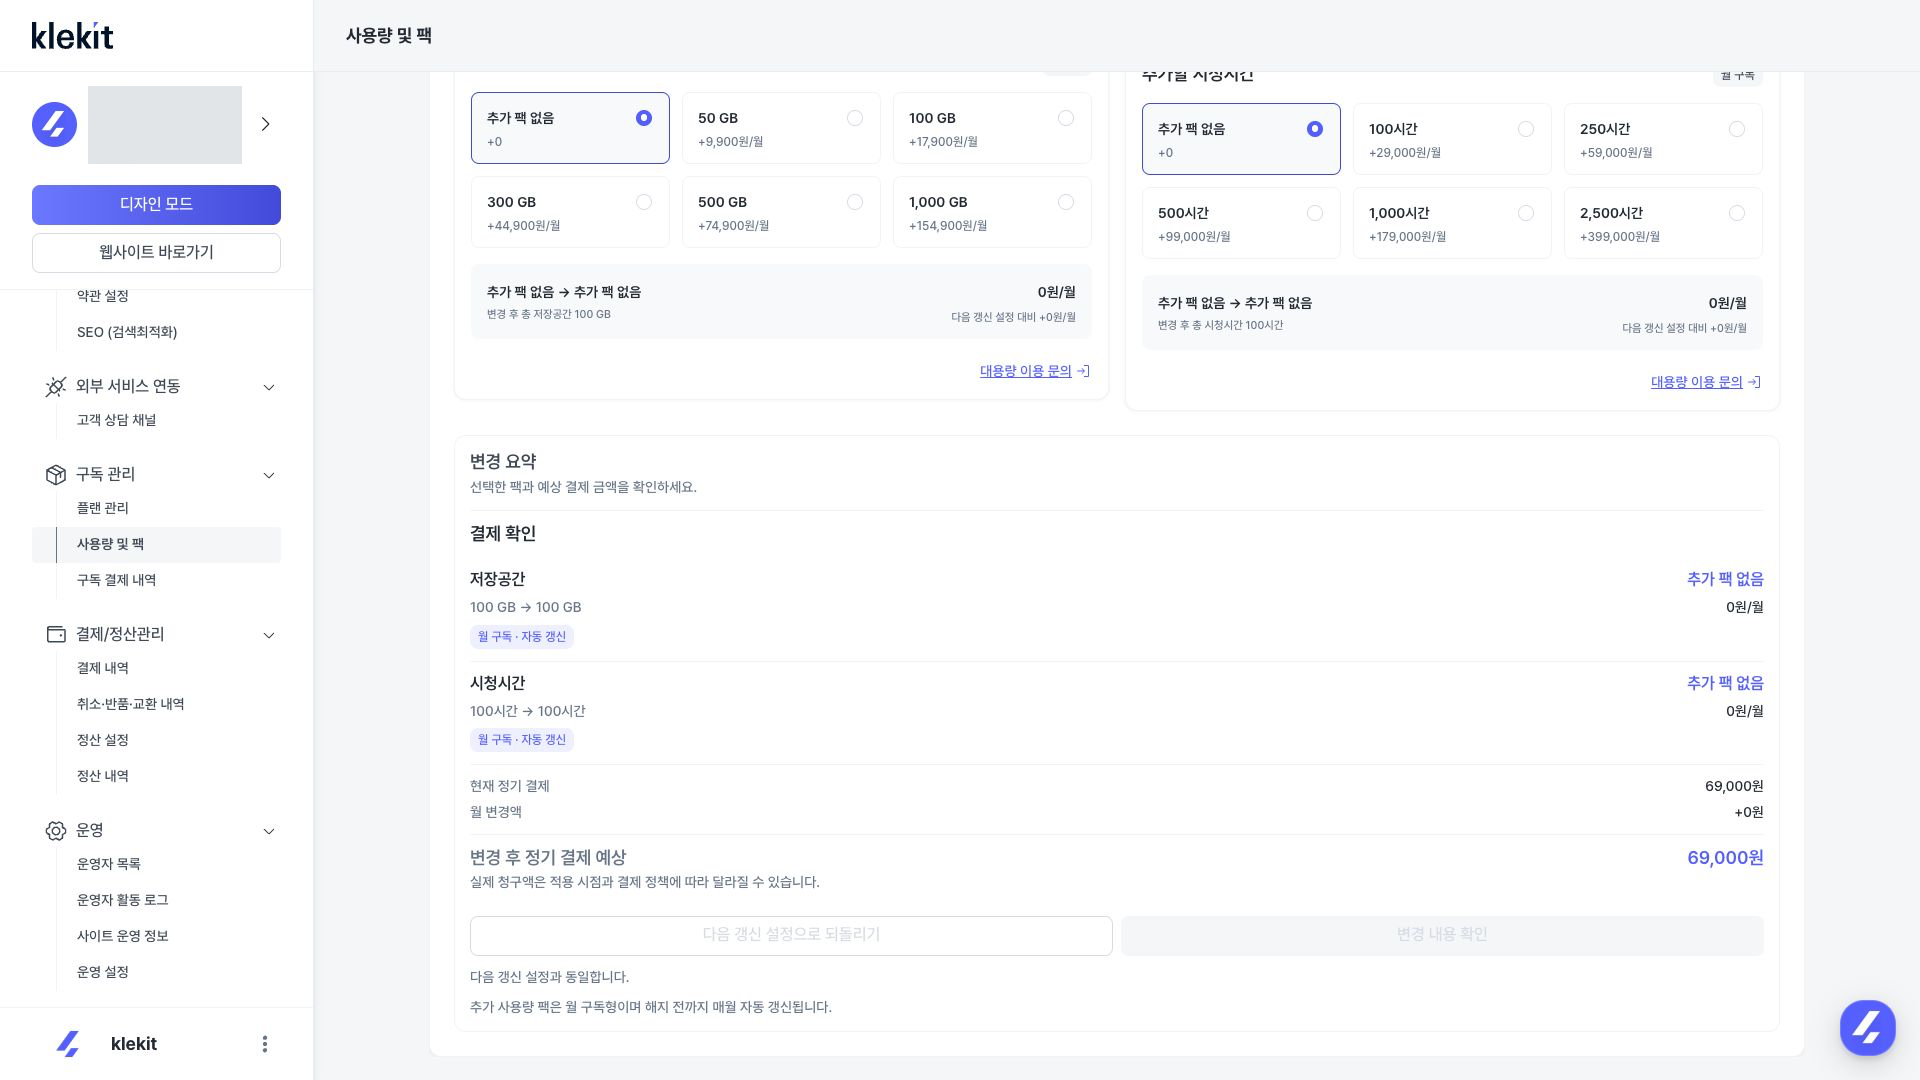 klekit
디자인 모드
웹사이트 바로가기
약관 설정
SEO (검색최적화)
외부 서비스 연동
고객 상담 채널
구독 관리
플랜 관리
사용량 및 팩
구독 결제 내역
결제/정산관리
결제 내역
취소·반품·교환 내역
정산 설정
정산 내역
운영
운영자 목록
운영자 활동 로그
사이트 운영 정보
운영 설정
klekit
사용량 및 팩
추가 팩 없음
+0
50 GB
+9,900원/월
100 GB
+17,900원/월
300 GB
+44,900원/월
500 GB
+74,900원/월
1,000 GB
+154,900원/월
추가 팩 없음 → 추가 팩 없음
0원/월
변경 후 총 저장공간 100 GB
다음 갱신 설정 대비 +0원/월
대용량 이용 문의
추가할 시청시간
월 구독
추가 팩 없음
+0
100시간
+29,000원/월
250시간
+59,000원/월
500시간
+99,000원/월
1,000시간
+179,000원/월
2,500시간
+399,000원/월
추가 팩 없음 → 추가 팩 없음
0원/월
변경 후 총 시청시간 100시간
다음 갱신 설정 대비 +0원/월
대용량 이용 문의
변경 요약
선택한 팩과 예상 결제 금액을 확인하세요.
결제 확인
저장공간
추가 팩 없음
100 GB → 100 GB
0원/월
월 구독 · 자동 갱신
시청시간
추가 팩 없음
100시간 → 100시간
0원/월
월 구독 · 자동 갱신
현재 정기 결제
69,000원
월 변경액
+0원
변경 후 정기 결제 예상
69,000원
실제 청구액은 적용 시점과 결제 정책에 따라 달라질 수 있습니다.
다음 갱신 설정으로 되돌리기
변경 내용 확인
다음 갱신 설정과 동일합니다.
추가 사용량 팩은 월 구독형이며 해지 전까지 매월 자동 갱신됩니다.